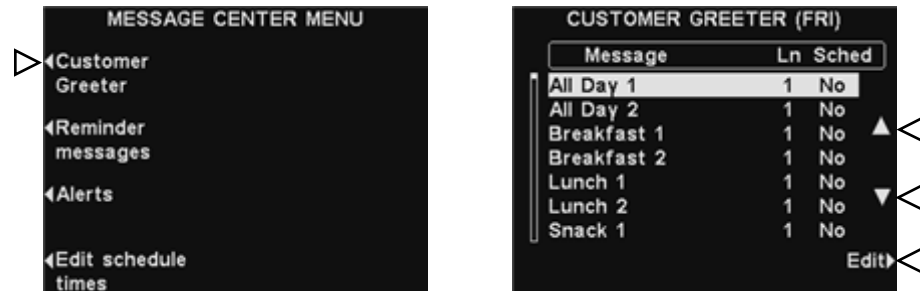 MESSAGE CENTER MENU
Customer
Greeter
Reminder
messages
Alerts
Edit schedule
times
CUSTOMER GREETER (FRI)
Message Ln Sched
All Day 1 1 No
All Day 2 1 No
Breakfast 1 1 No
Breakfast 2 1 No
Lunch 1 1 No
Lunch 2 1 No
Snack 1 1 No
Edit